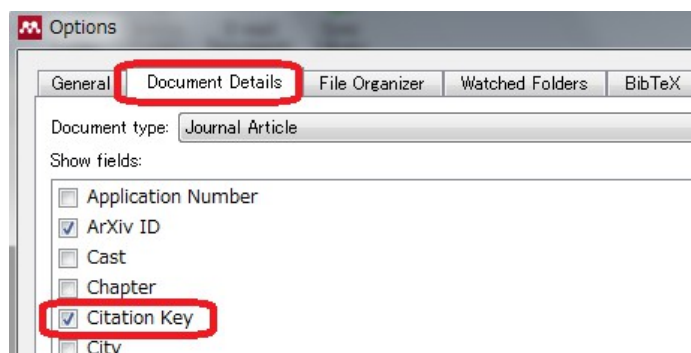 Options
General Document Details File Organizer Watched Folders BibTeX
Document type: Journal Article
Show fields:
Application Number
ArXiv ID
Cast
Chapter
Citation Key
City